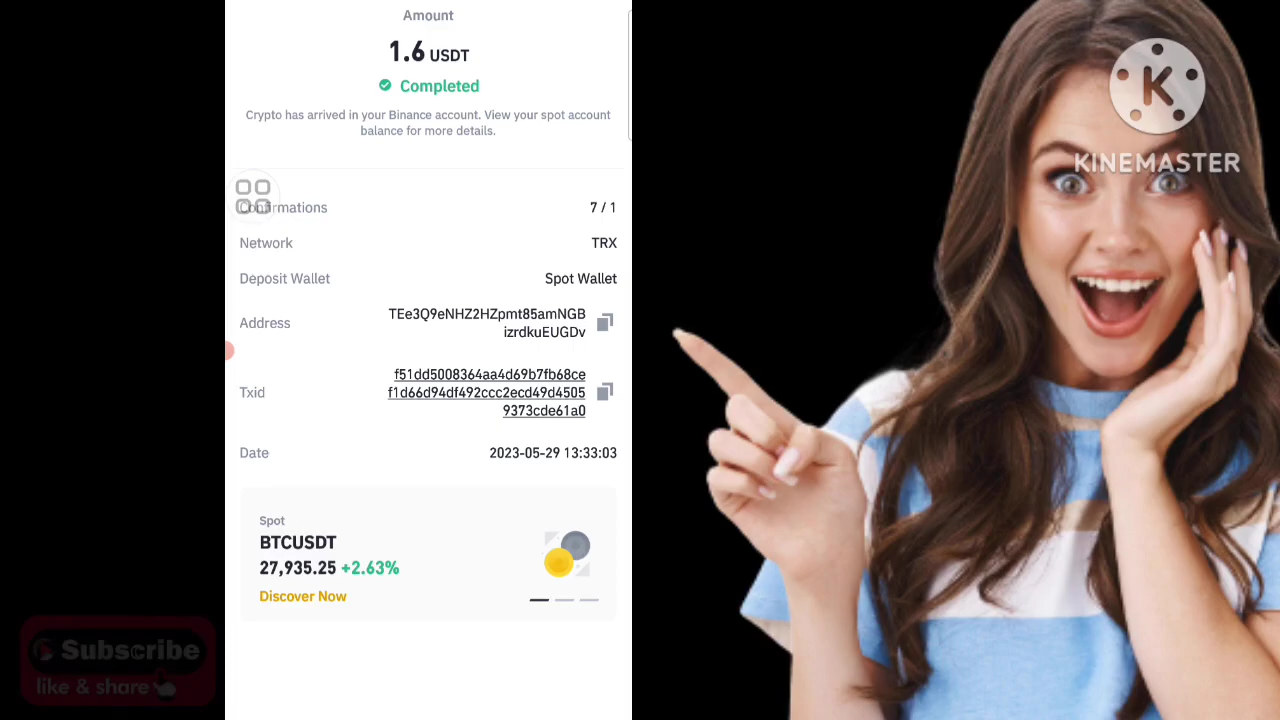 Amount
1.6 USDT
Completed
Crypto has arrived in your Binance account. View your spot account
balance for more details.
Confirmations 7 / 1
Network TRX
Deposit Wallet Spot Wallet
Address TEe3Q9eNHZ2HZpmt85amNGB
izrdkuEUGDv
Txid f51dd5008364aa4d69b7fb68ce
f1d66d94df492ccc2ecd49d4505
9373cde61a0
Date 2023-05-29 13:33:03
Spot
BTCUSDT
27,935.25 +2.63%
Discover Now
Subscribe
like & share
K
KINEMASTER